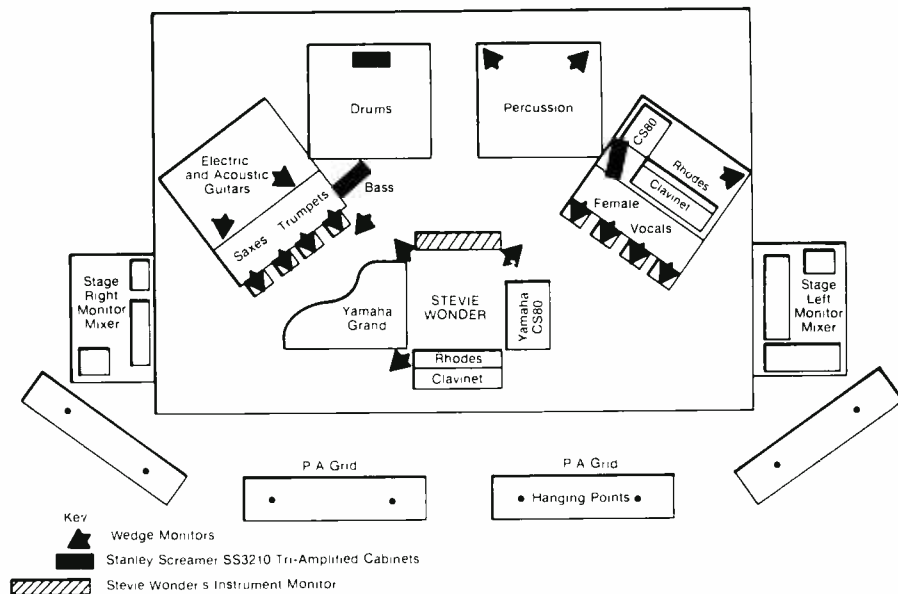 Drums
Percussion
Electric
and Acoustic
Guitars
Saxes Trumpets
Bass
CS80
Rhodes
Clavinet
Female
Vocals
Stage
Right
Monitor
Mixer
Yamaha
Grand
STEVIE
WONDER
Yamaha
CS80
Rhodes
Clavinet
Stage
Left
Monitor
Mixer
P A Grid
P A Grid
Hanging Points
Key
Wedge Monitors
Stanley Screamer SS3210 Tri-Amplified Cabinets
Stevie Wonder s Instrument Monitor